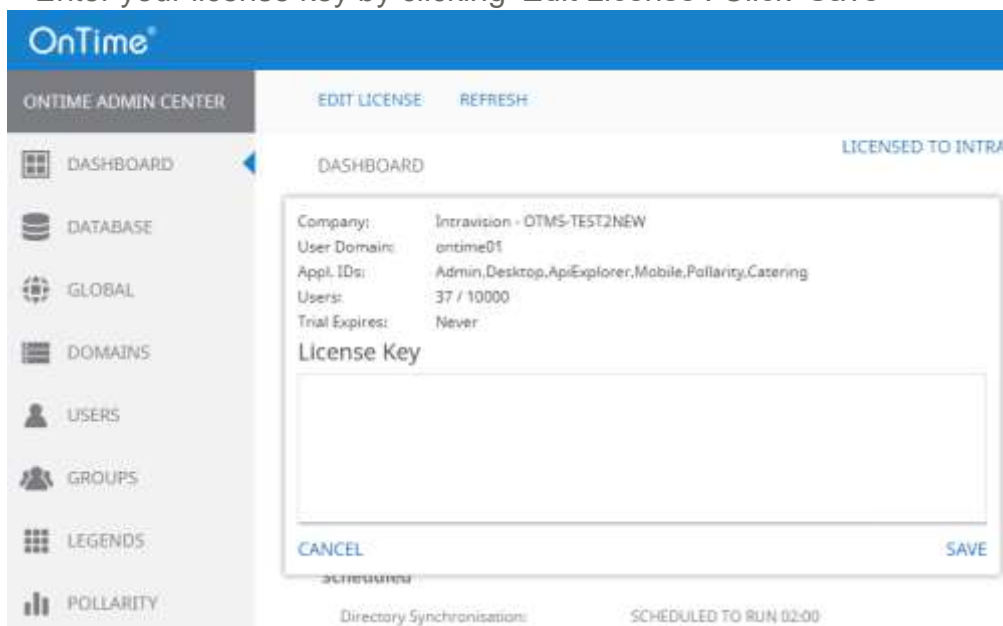 Enter your license key by clicking 'Edit License'. Click 'Save'
OnTime®
ONTIME ADMIN CENTER
EDIT LICENSE REFRESH
LICENSED TO INTRA
DASHBOARD
DASHBOARD
DATABASE
GLOBAL
DOMAINS
USERS
GROUPS
LEGENDS
POLLARITY
Company: Intravision - OTMS-TEST2NEW
User Domain: ontime01
Appl. IDs: Admin,Desktop,ApiExplorer,Mobile,Pollarity,Catering
Users: 37 / 10000
Trial Expires: Never
License Key
CANCEL SAVE
Scheduled
Directory Synchronisation: SCHEDULED TO RUN 02:00